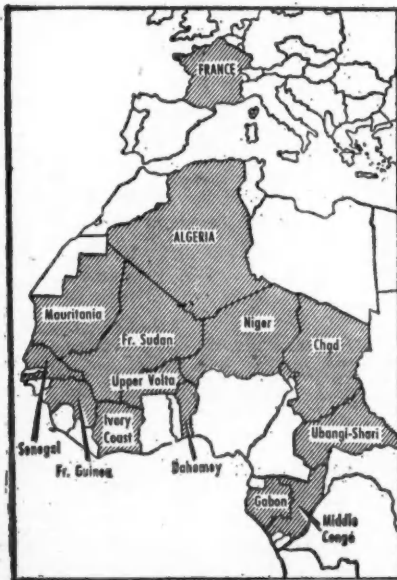 FRANCE
ALGERIA
Mauritania
Fr. Sudan
Niger
Chad
Upper Volta
Ivory
Coast
Ubangi-Shari
Senegal
Fr. Guinea
Dahomey
Gabon
Middle
Congo